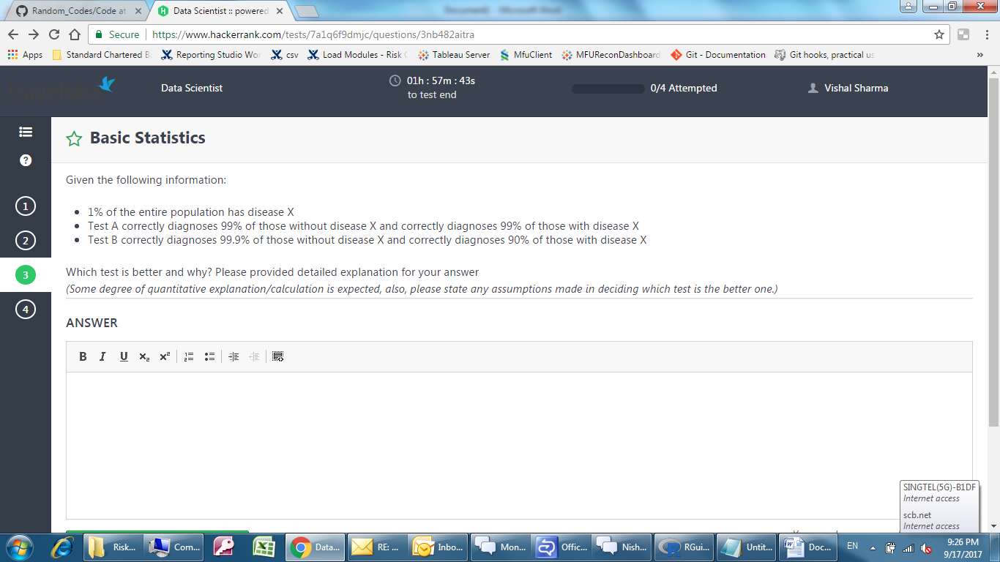 Random_Codes/Code at
Data Scientist :: powered
Document1 - Microsoft Word
Secure
https://www.hackerrank.com/tests/7a1q6f9dmjc/questions/3nb482aitra
Apps
Standard Chartered B
Reporting Studio Wor
csv
Load Modules - Risk
Tableau Server
MfuClient
MFUReconDashboard
Git - Documentation
Git hooks, practical us
»
traveloka
Data Scientist
01h : 57m : 43s
to test end
0/4 Attempted
Vishal Sharma
?
1
2
3
4
Basic Statistics
Given the following information:
• 1% of the entire population has disease X
• Test A correctly diagnoses 99% of those without disease X and correctly diagnoses 99% of those with disease X
• Test B correctly diagnoses 99.9% of those without disease X and correctly diagnoses 90% of those with disease X
Which test is better and why? Please provided detailed explanation for your answer
(Some degree of quantitative explanation/calculation is expected, also, please state any assumptions made in deciding which test is the better one.)
ANSWER
B I U x₂ x²
SINGTEL(5G)-B1DF
Internet access
scb.net
Internet access
Risk...
Com...
Data...
RE: ...
Inbo...
Mon...
Offic...
Nish...
RGui...
Untit...
Doc...
EN
9:26 PM
9/17/2017